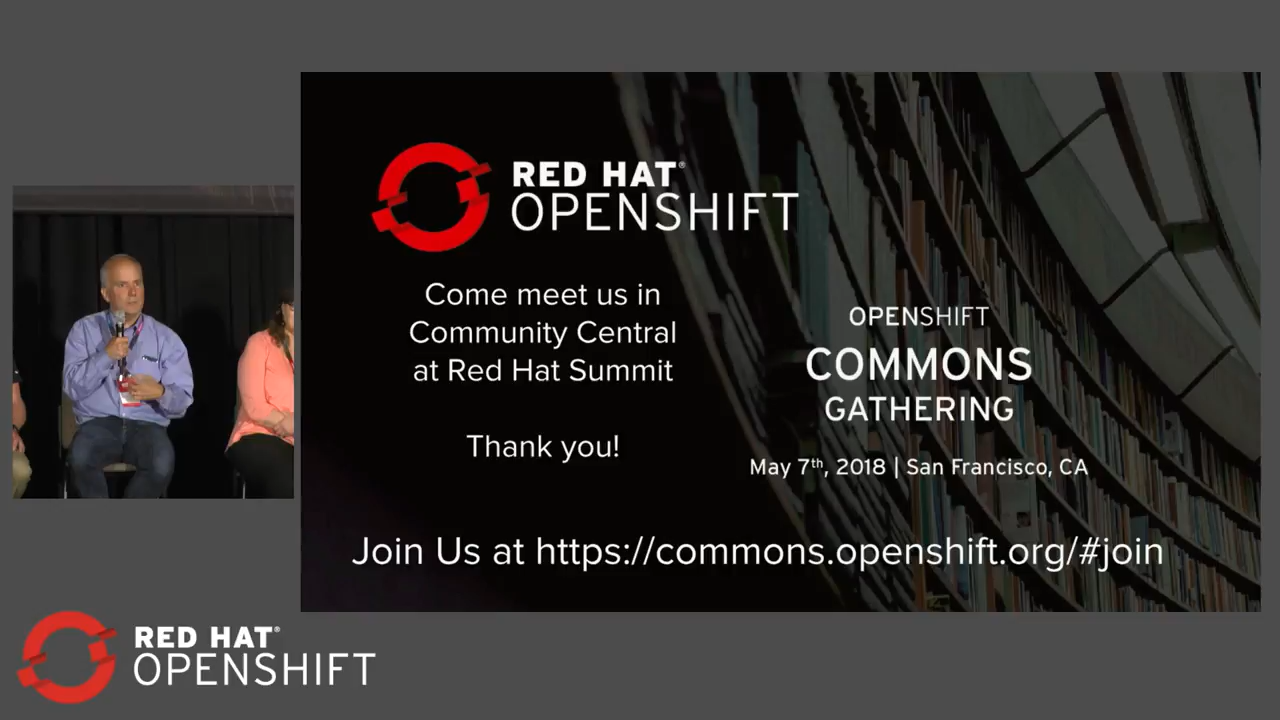 RED HAT®
OPENSHIFT
Come meet us in
Community Central
at Red Hat Summit
Thank you!
OPENSHIFT
COMMONS
GATHERING
May 7th, 2018 | San Francisco, CA
Join Us at https://commons.openshift.org/#join
RED HAT®
OPENSHIFT